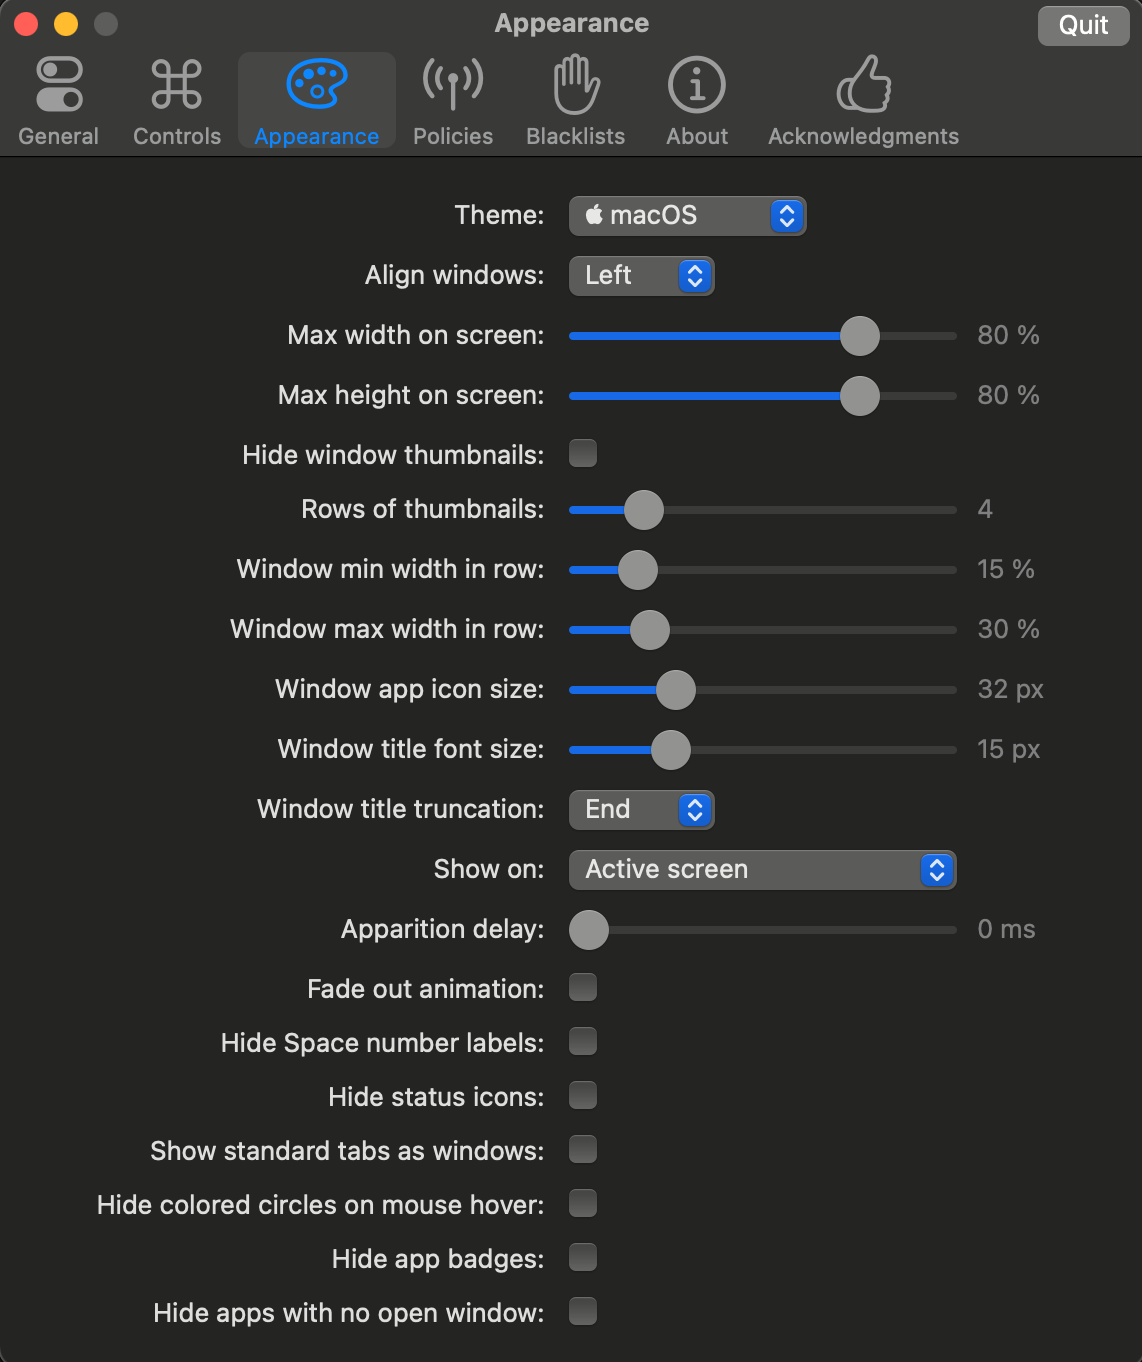 Appearance
Quit
General Controls Appearance Policies Blacklists About Acknowledgments
Theme: macOS
Align windows: Left
Max width on screen: 80 %
Max height on screen: 80 %
Hide window thumbnails:
Rows of thumbnails: 4
Window min width in row: 15 %
Window max width in row: 30 %
Window app icon size: 32 px
Window title font size: 15 px
Window title truncation: End
Show on: Active screen
Apparition delay: 0 ms
Fade out animation:
Hide Space number labels:
Hide status icons:
Show standard tabs as windows:
Hide colored circles on mouse hover:
Hide app badges:
Hide apps with no open window: